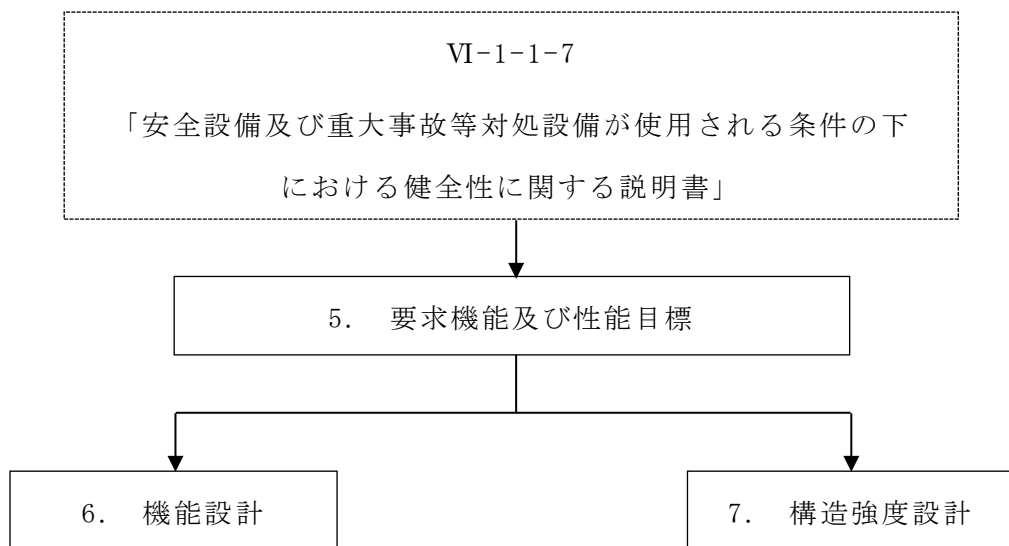 Ⅵ-1-1-7
「安全設備及び重大事故等対処設備が使用される条件の下
における健全性に関する説明書」
5. 要求機能及び性能目標
6. 機能設計
7. 構造強度設計